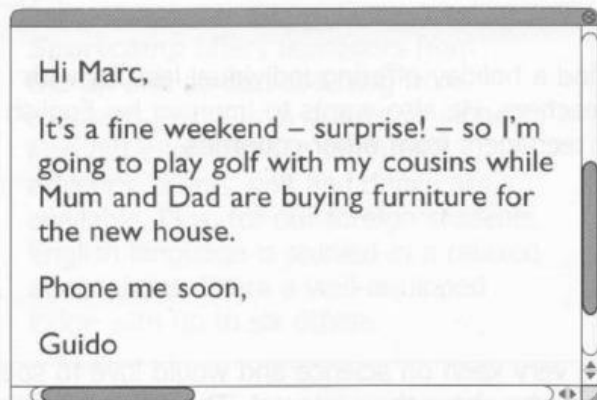 Hi Marc,
It's a fine weekend – surprise! – so I'm
going to play golf with my cousins while
Mum and Dad are buying furniture for
the new house.
Phone me soon,
Guido